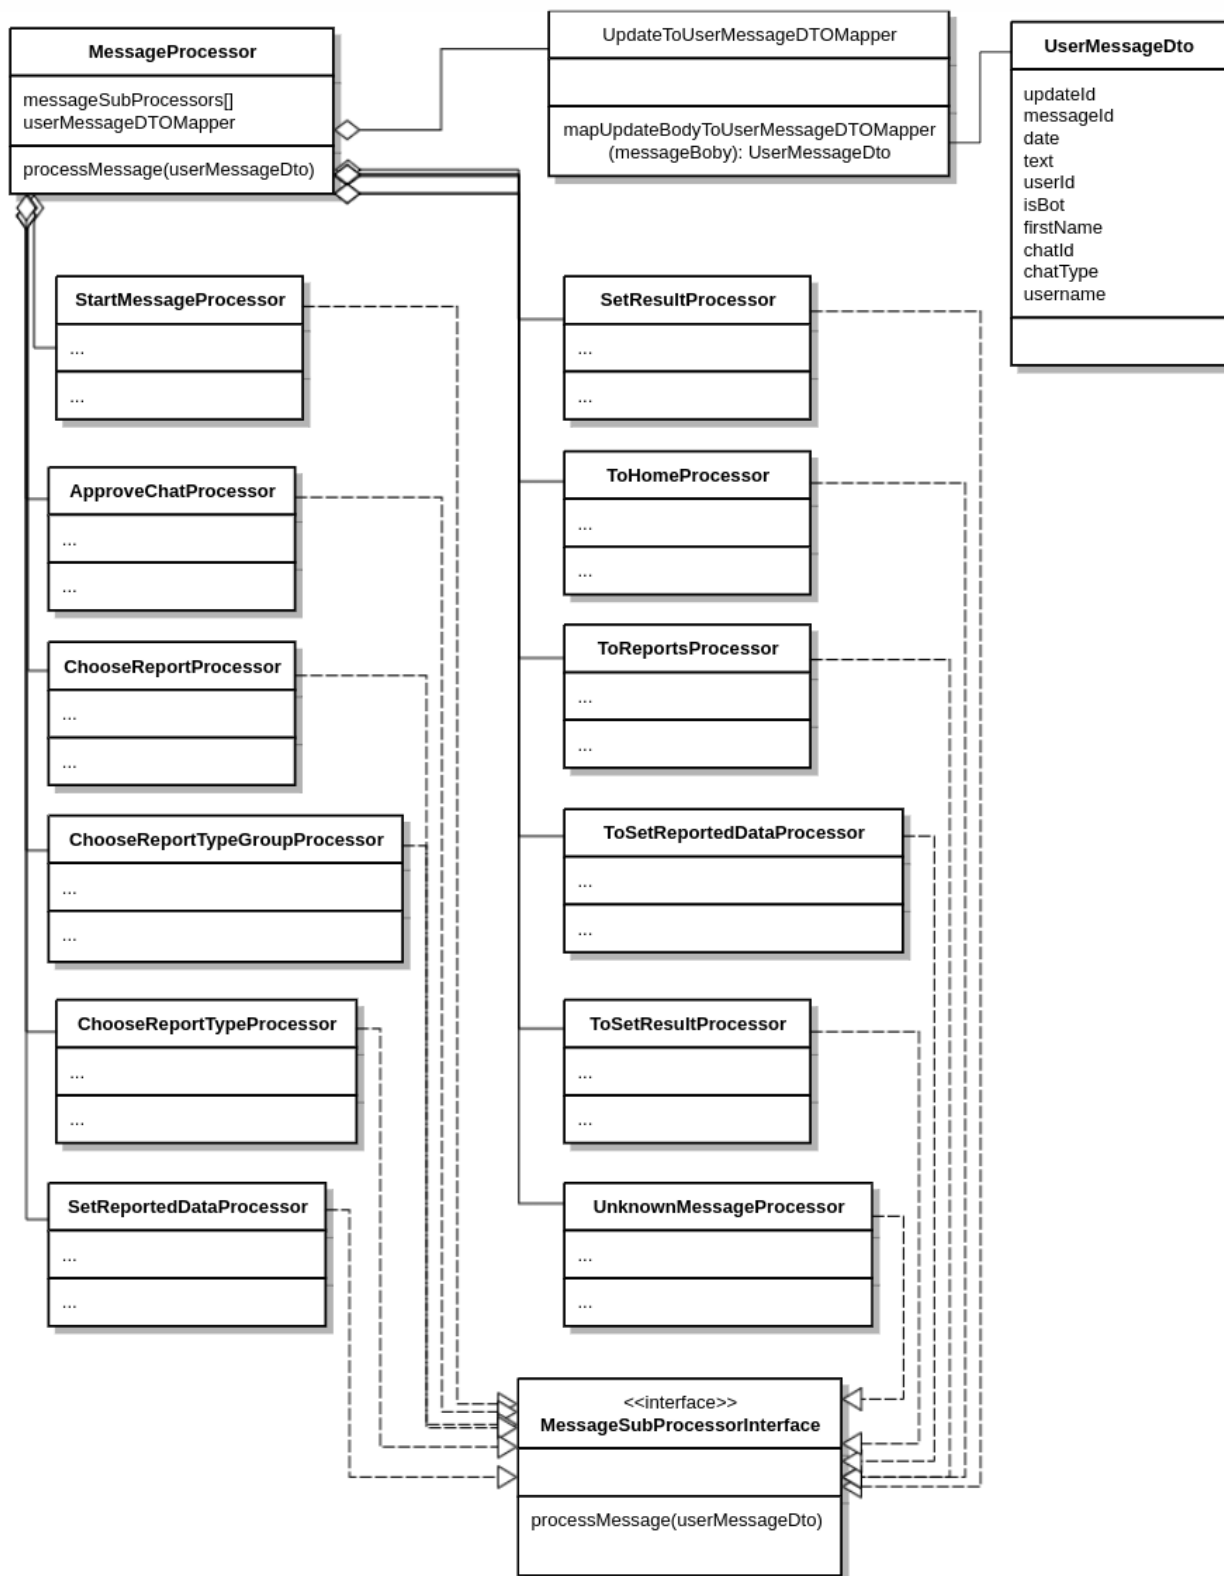 MessageProcessor
messageSubProcessors[]
userMessageDTOMapper
processMessage(userMessageDto)
UpdateToUserMessageDTOMapper
mapUpdateBodyToUserMessageDTOMapper
(messageBoby): UserMessageDto
UserMessageDto
updateId
messageId
date
text
userId
isBot
firstName
chatId
chatType
username
StartMessageProcessor
...
...
SetResultProcessor
...
...
ApproveChatProcessor
...
...
ToHomeProcessor
...
...
ChooseReportProcessor
...
...
ToReportsProcessor
...
...
ChooseReportTypeGroupProcessor
...
...
ToSetReportedDataProcessor
...
...
ChooseReportTypeProcessor
...
...
ToSetResultProcessor
...
...
SetReportedDataProcessor
...
...
UnknownMessageProcessor
...
...
<<interface>>
MessageSubProcessorInterface
processMessage(userMessageDto)